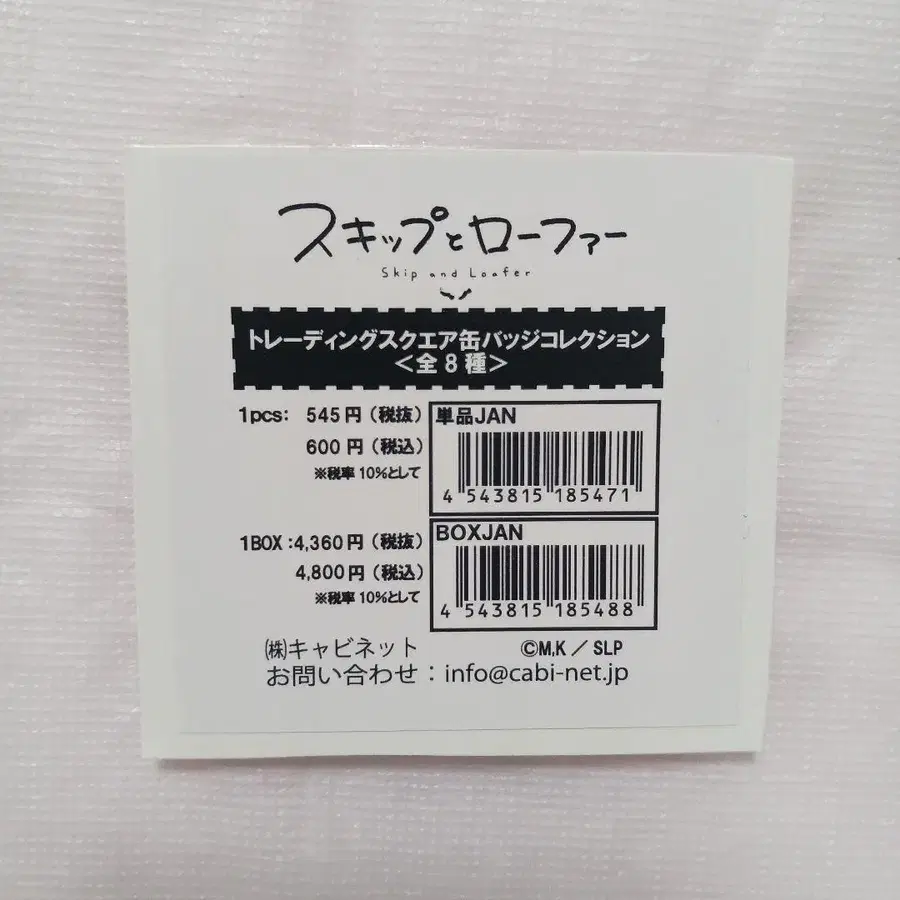 スキップとローファー
Skip and Loafer
トレーディングスクエア缶バッジコレクション
＜全8種＞
1pcs: 545円（税抜）
600円（税込）
※税率10%として
単品JAN
4 543815 185471
1BOX :4,360円（税抜）
4,800円（税込）
※税率10%として
BOXJAN
4 543815 185488
㈱キャビネット
©M,K ／ SLP
お問い合わせ：info@cabi-net.jp